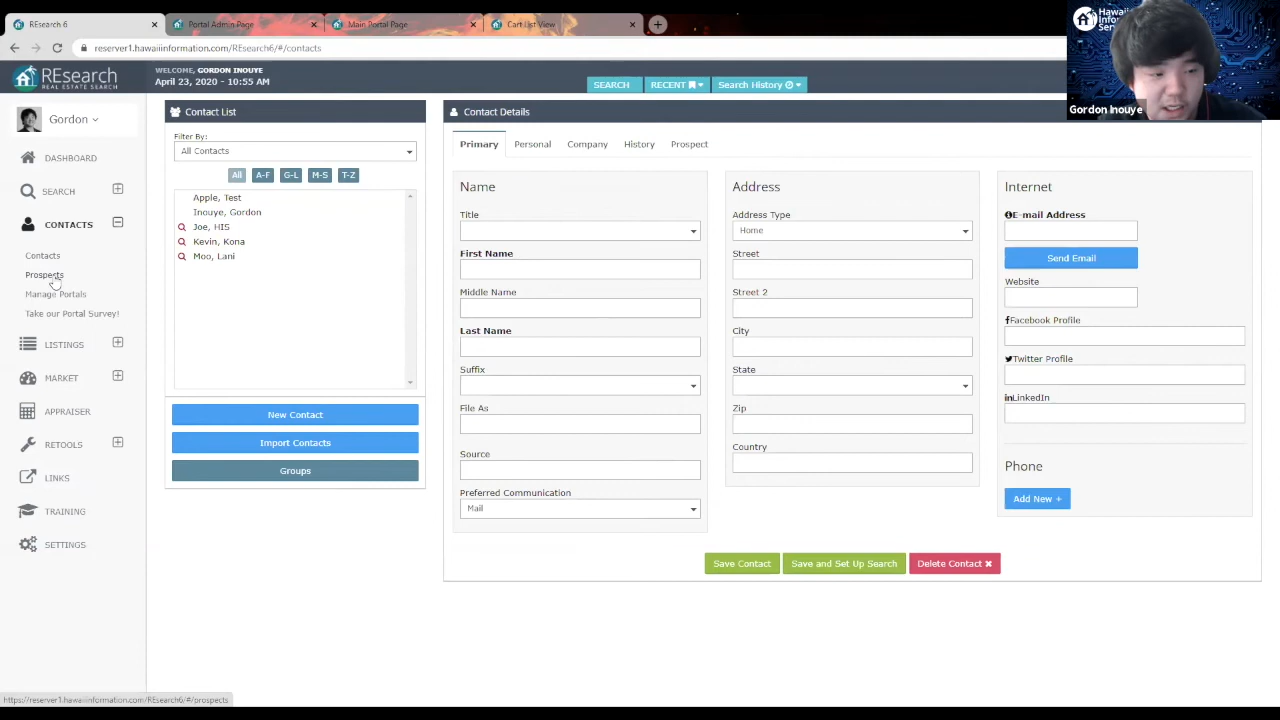 REsearch 6
Portal Admin Page
Main Portal Page
Cart List View
reserver1.hawaiiinformation.com/REsearch6/#/contacts
REsearch
REAL ESTATE SEARCH
WELCOME, GORDON INOUYE
April 23, 2020 - 10:55 AM
SEARCH
RECENT
Search History
Hawaii
Gordon Inouye
Gordon
DASHBOARD
SEARCH
CONTACTS
Contacts
Prospects
Manage Portals
Take our Portal Survey!
LISTINGS
MARKET
APPRAISER
RETOOLS
LINKS
TRAINING
SETTINGS
Contact List
Filter By:
All Contacts
All A-F G-L M-S T-Z
Apple, Test
Inouye, Gordon
Joe, HIS
Kevin, Kona
Moo, Lani
New Contact
Import Contacts
Groups
Contact Details
Primary Personal Company History Prospect
Name
Title
First Name
Middle Name
Last Name
Suffix
File As
Source
Preferred Communication
Mail
Address
Address Type
Home
Street
Street 2
City
State
Zip
Country
Internet
E-mail Address
Send Email
Website
Facebook Profile
Twitter Profile
LinkedIn
Phone
Add New +
Save Contact
Save and Set Up Search
Delete Contact ✖
https://reserver1.hawaiiinformation.com/REsearch6/#/prospects